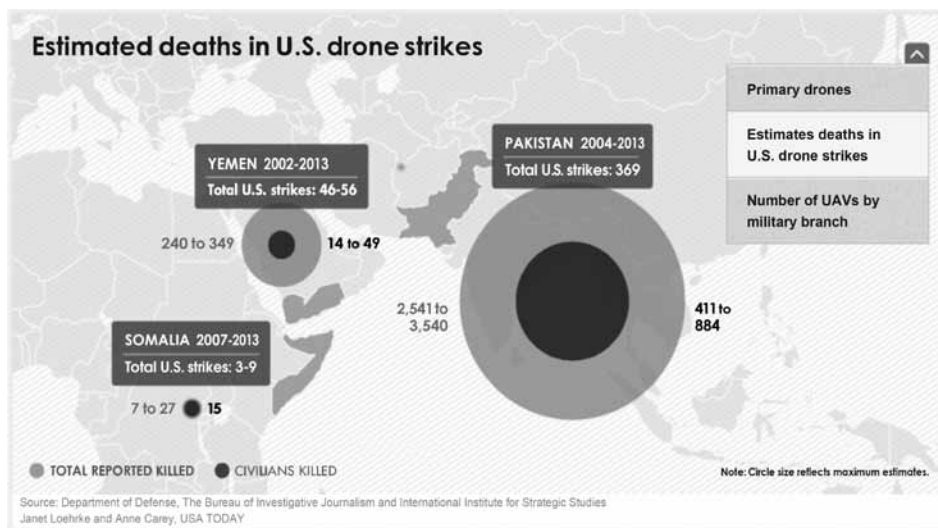 Estimated deaths in U.S. drone strikes
Primary drones
Estimates deaths in
U.S. drone strikes
Number of UAVs by
military branch
YEMEN 2002-2013
Total U.S. strikes: 46-56
240 to 349
14 to 49
PAKISTAN 2004-2013
Total U.S. strikes: 369
2,541 to
3,540
411 to
884
SOMALIA 2007-2013
Total U.S. strikes: 3-9
7 to 27
15
TOTAL REPORTED KILLED
CIVILIANS KILLED
Note: Circle size reflects maximum estimates.
Source: Department of Defense, The Bureau of Investigative Journalism and International Institute for Strategic Studies
Janet Loehrke and Anne Carey, USA TODAY